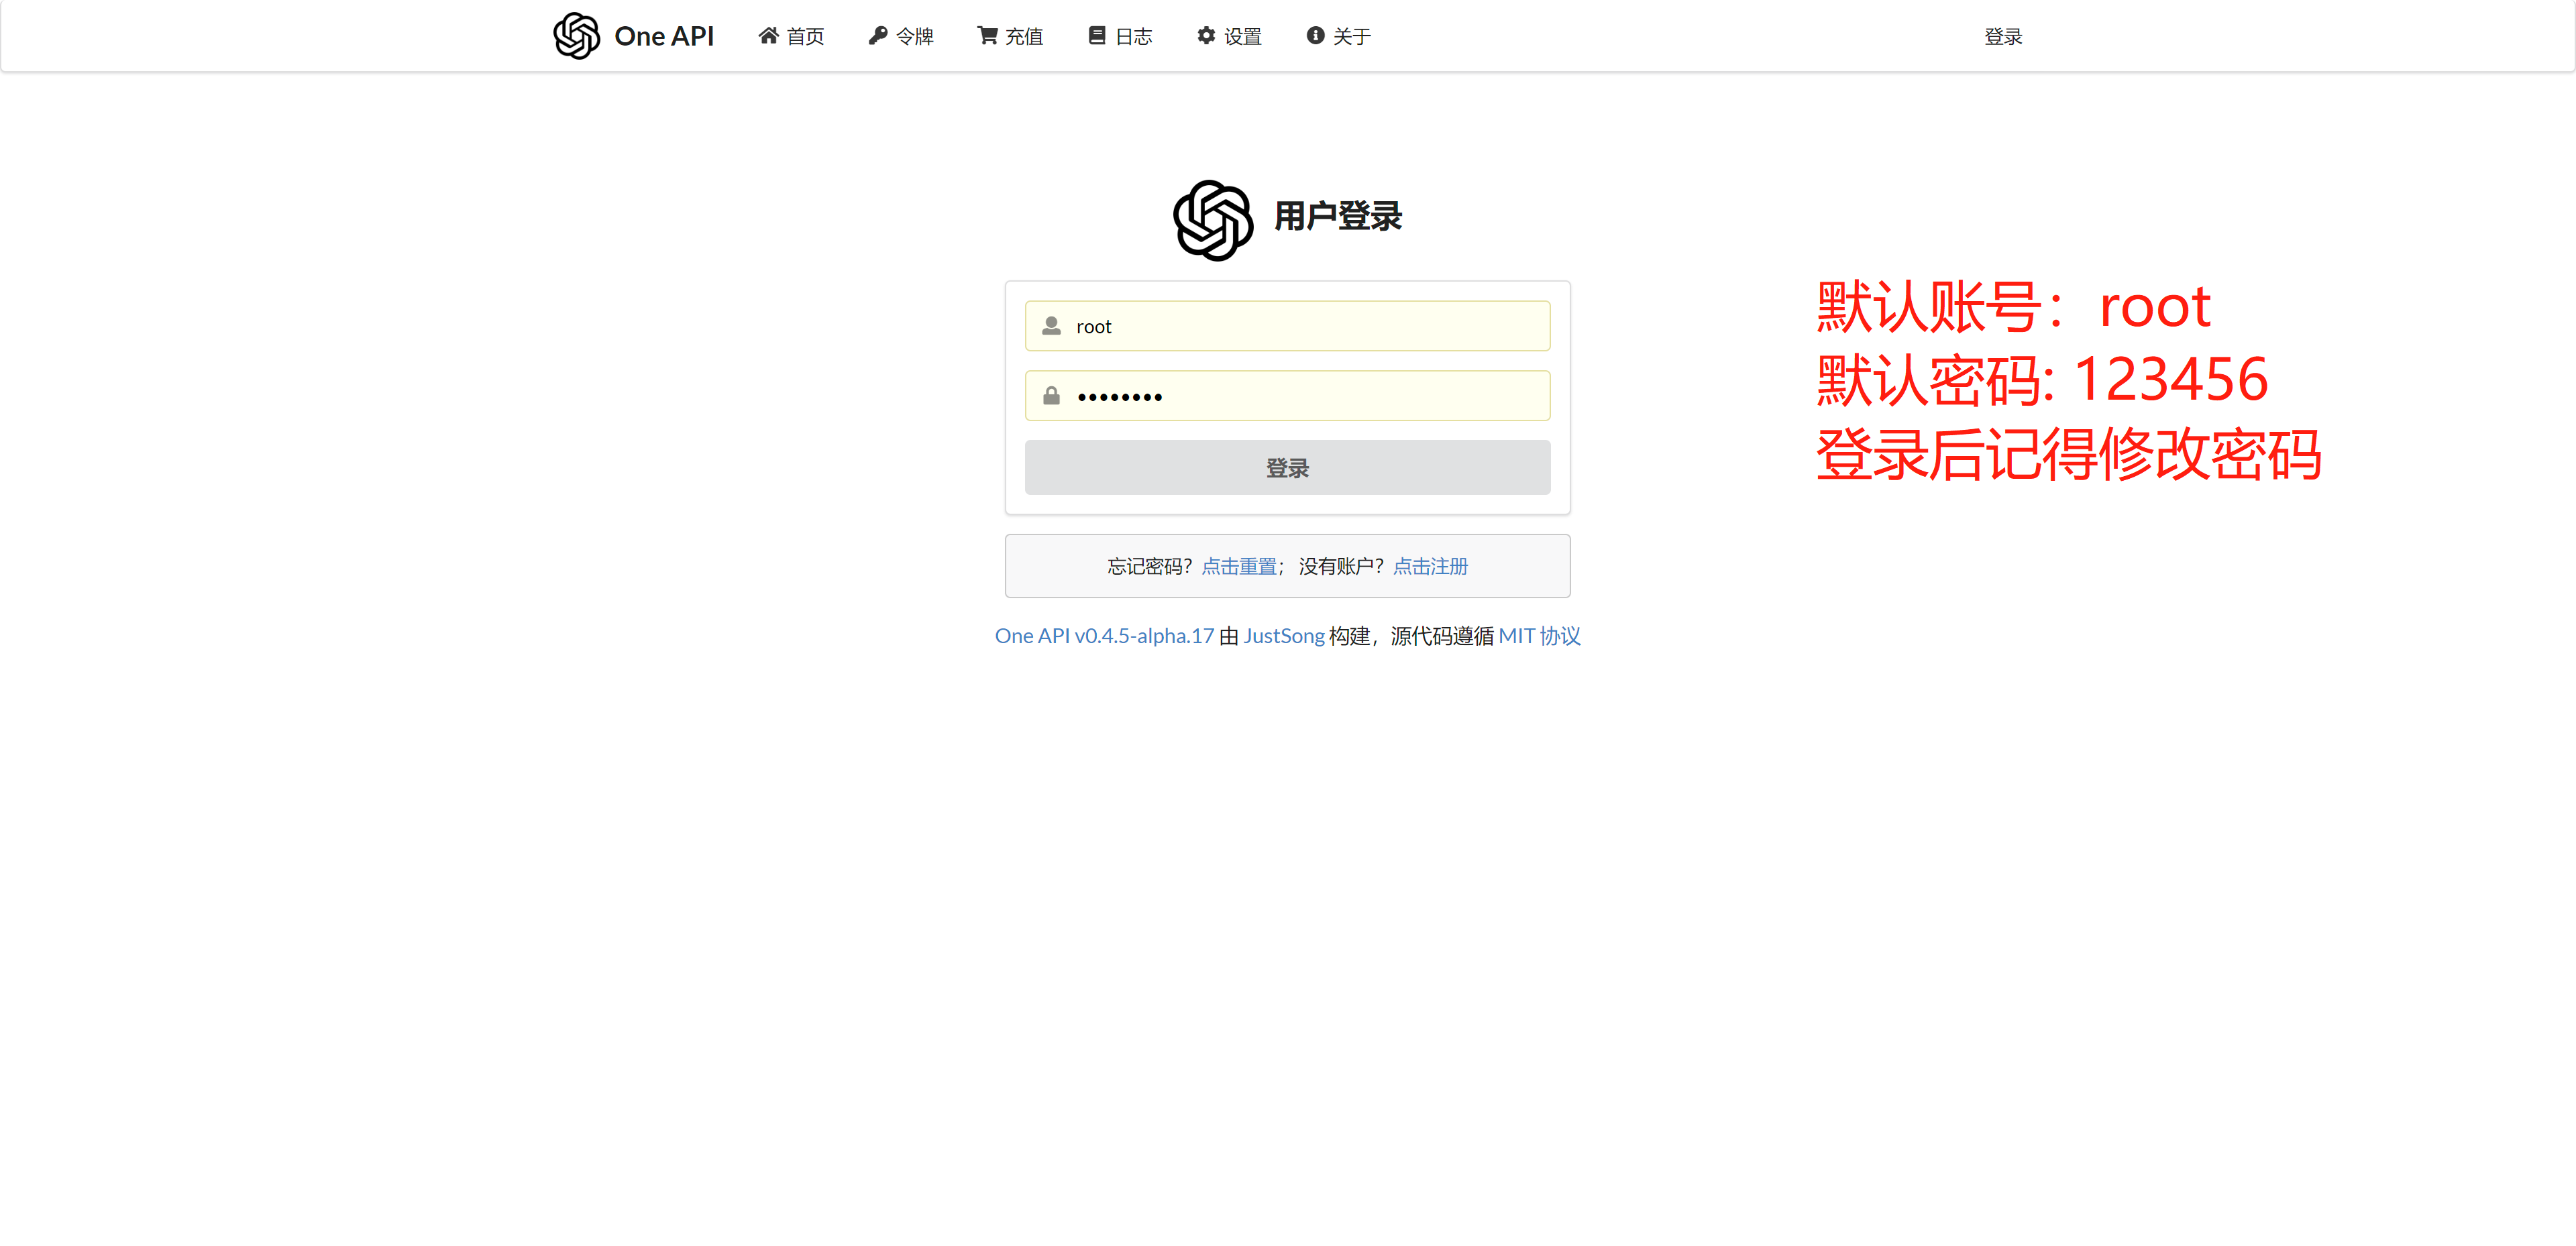 One API 首页 令牌 充值 日志 设置 关于 登录
用户登录
root
••••••••
登录
忘记密码？点击重置；没有账户？点击注册
One API v0.4.5-alpha.17 由 JustSong 构建，源代码遵循 MIT 协议
默认账号：root
默认密码: 123456
登录后记得修改密码